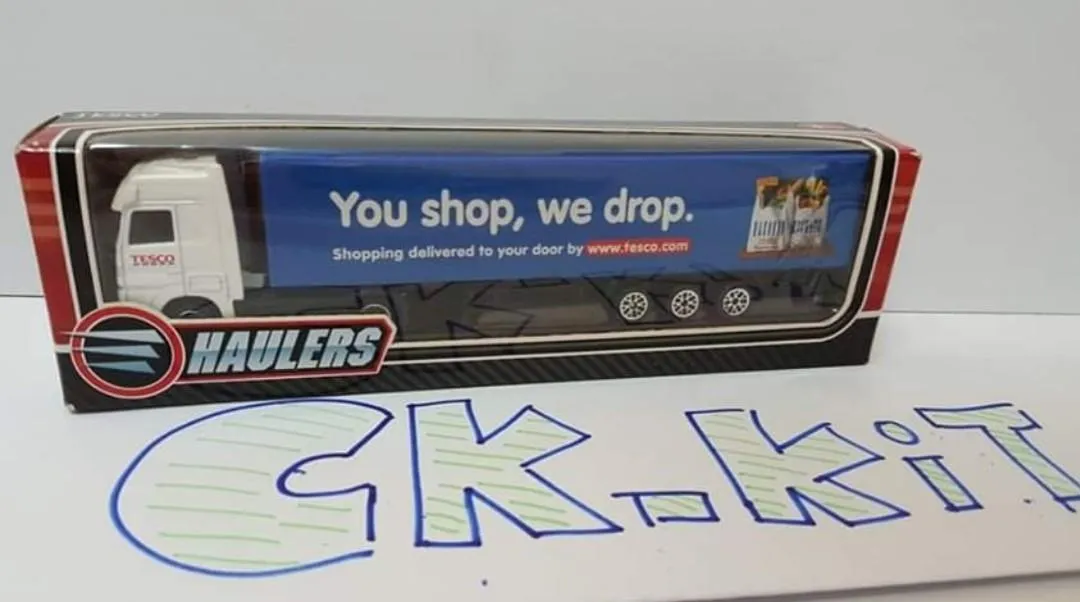 You shop, we drop.
Shopping delivered to your door by www.tesco.com
TESCO
HAULERS
CK-KiT